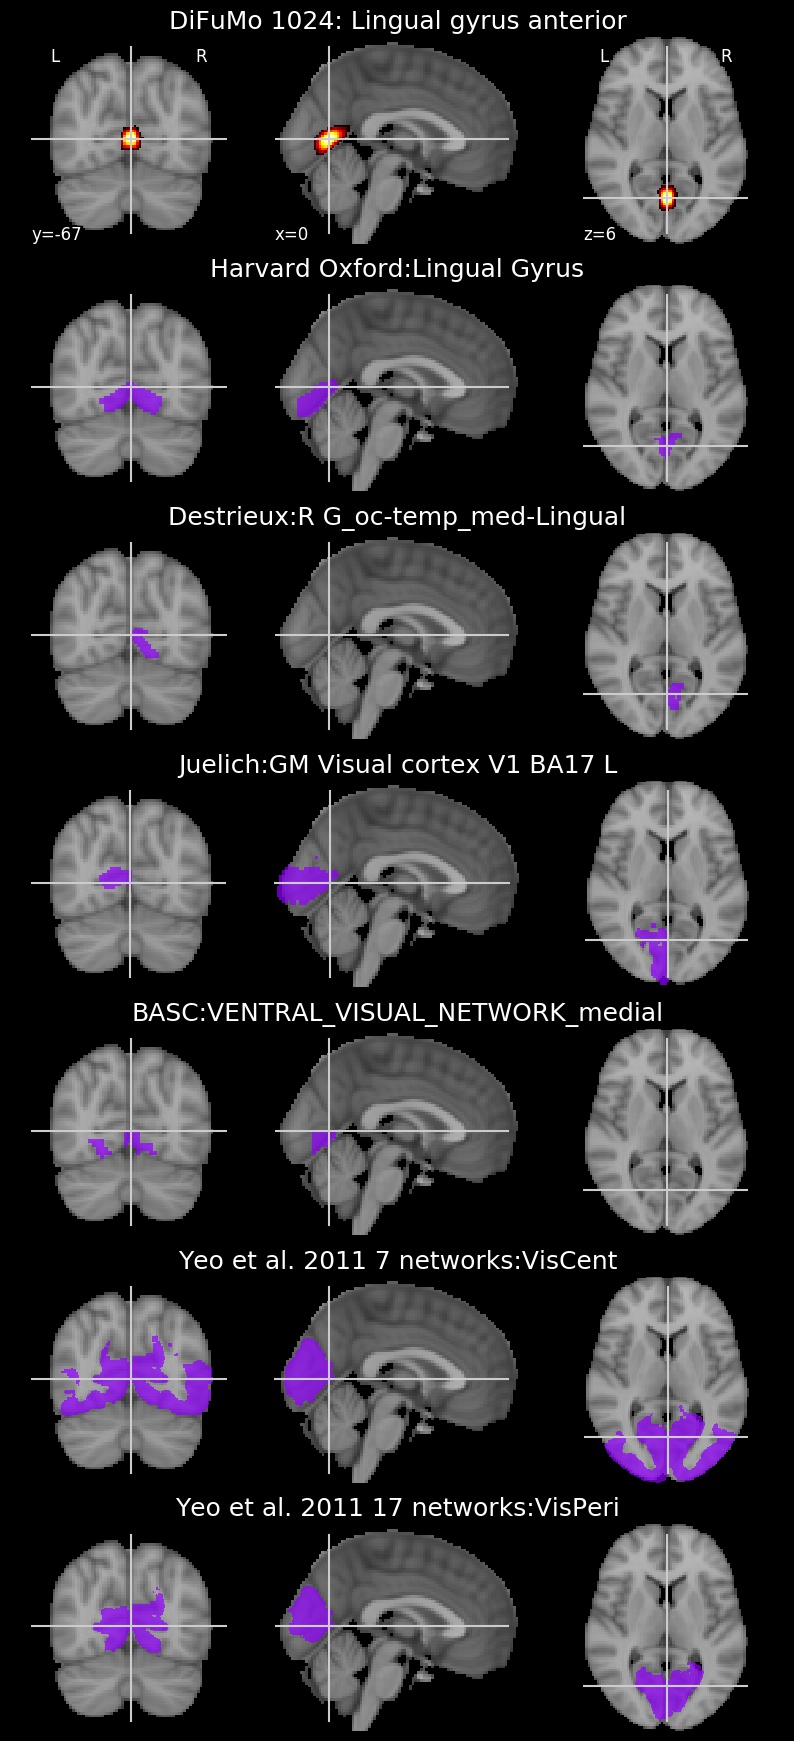 DiFuMo 1024: Lingual gyrus anterior
L R L R
y=-67 x=0 z=6
Harvard Oxford:Lingual Gyrus
Destrieux:R G_oc-temp_med-Lingual
Juelich:GM Visual cortex V1 BA17 L
BASC:VENTRAL_VISUAL_NETWORK_medial
Yeo et al. 2011 7 networks:VisCent
Yeo et al. 2011 17 networks:VisPeri